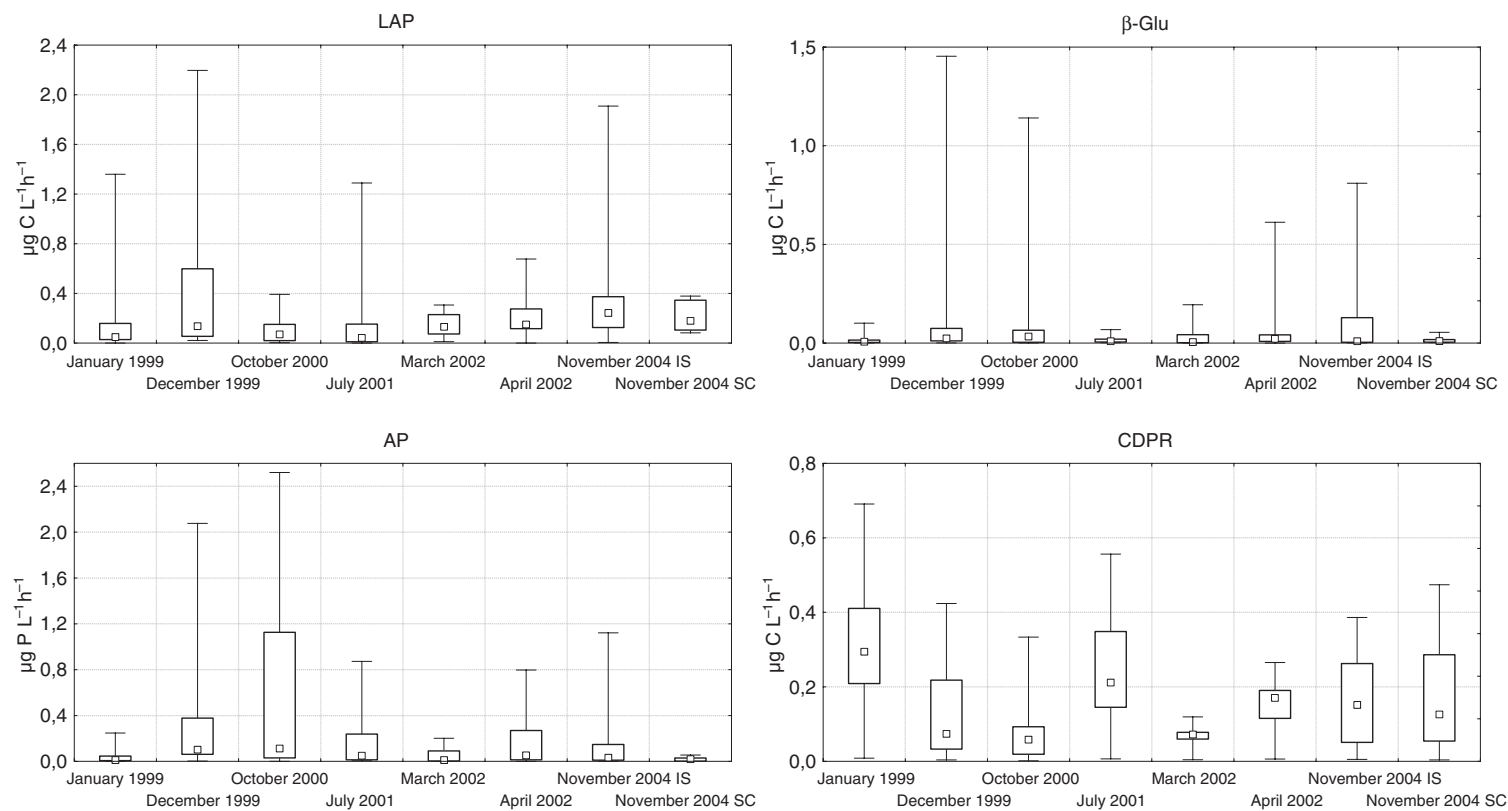 LAP
2,4
2,0
1,6
1,2
0,8
0,4
0,0
µg C L⁻¹h⁻¹
January 1999 October 2000 March 2002 November 2004 IS
December 1999 July 2001 April 2002 November 2004 SC
β-Glu
1,5
1,0
0,5
0,0
µg C L⁻¹h⁻¹
January 1999 October 2000 March 2002 November 2004 IS
December 1999 July 2001 April 2002 November 2004 SC
AP
2,4
2,0
1,6
1,2
0,8
0,4
0,0
µg P L⁻¹h⁻¹
January 1999 October 2000 March 2002 November 2004 IS
December 1999 July 2001 April 2002 November 2004 SC
CDPR
0,8
0,6
0,4
0,2
0,0
µg C L⁻¹h⁻¹
January 1999 October 2000 March 2002 November 2004 IS
December 1999 July 2001 April 2002 November 2004 SC